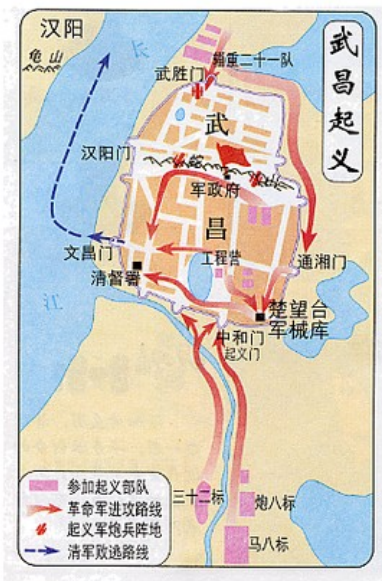 武昌起义
汉阳
龟山
辎重二十一队
武胜门
武
汉阳门
蛇
山
军政府
昌
文昌门
工程营
通湘门
清督署
楚望台
军械库
中和门
起义门
三十二标
炮八标
马八标
参加起义部队
革命军进攻路线
起义军炮兵阵地
清军败逃路线